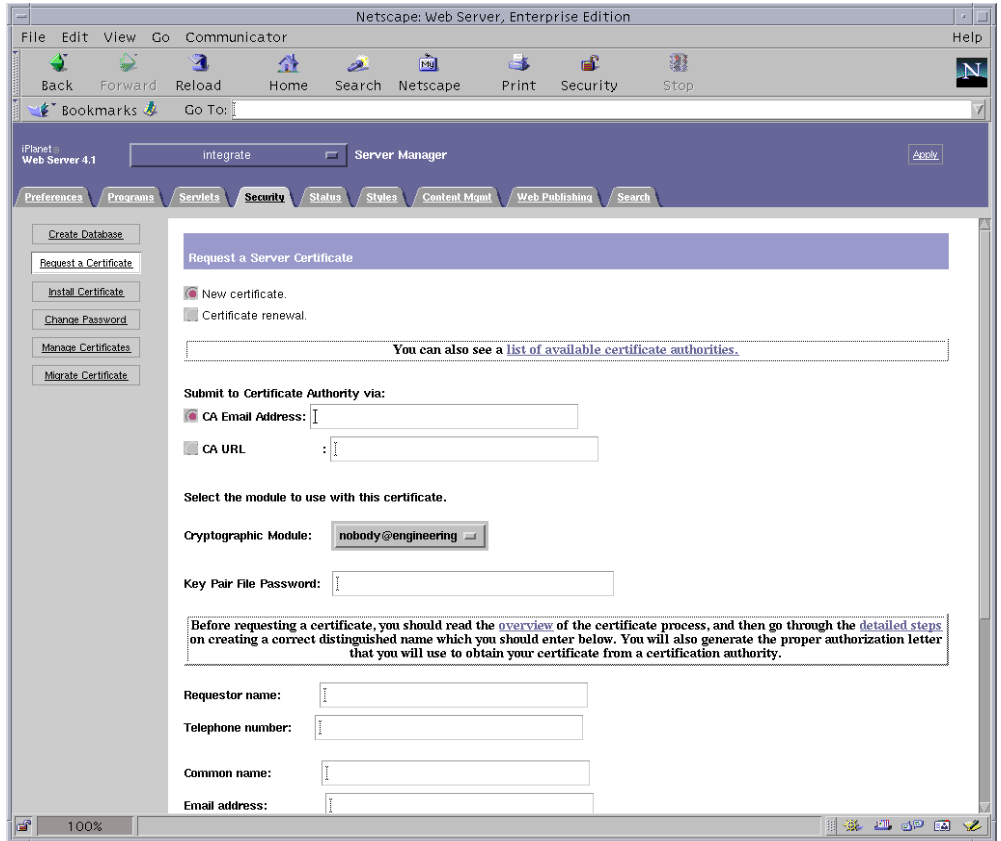 Netscape: Web Server, Enterprise Edition
File Edit View Go Communicator Help
Back Forward Reload Home Search Netscape Print Security Stop
My
N
Bookmarks Go To:
iPlanet
Web Server 4.1
integrate Server Manager Apply
Preferences Programs Servlets Security Status Styles Content Mgmt Web Publishing Search
Create Database
Request a Certificate
Install Certificate
Change Password
Manage Certificates
Migrate Certificate
Request a Server Certificate
New certificate.
Certificate renewal.
You can also see a list of available certificate authorities.
Submit to Certificate Authority via:
CA Email Address:
CA URL :
Select the module to use with this certificate.
Cryptographic Module: nobody@engineering
Key Pair File Password:
Before requesting a certificate, you should read the overview of the certificate process, and then go through the detailed steps
on creating a correct distinguished name which you should enter below. You will also generate the proper authorization letter
that you will use to obtain your certificate from a certification authority.
Requestor name:
Telephone number:
Common name:
Email address:
100%